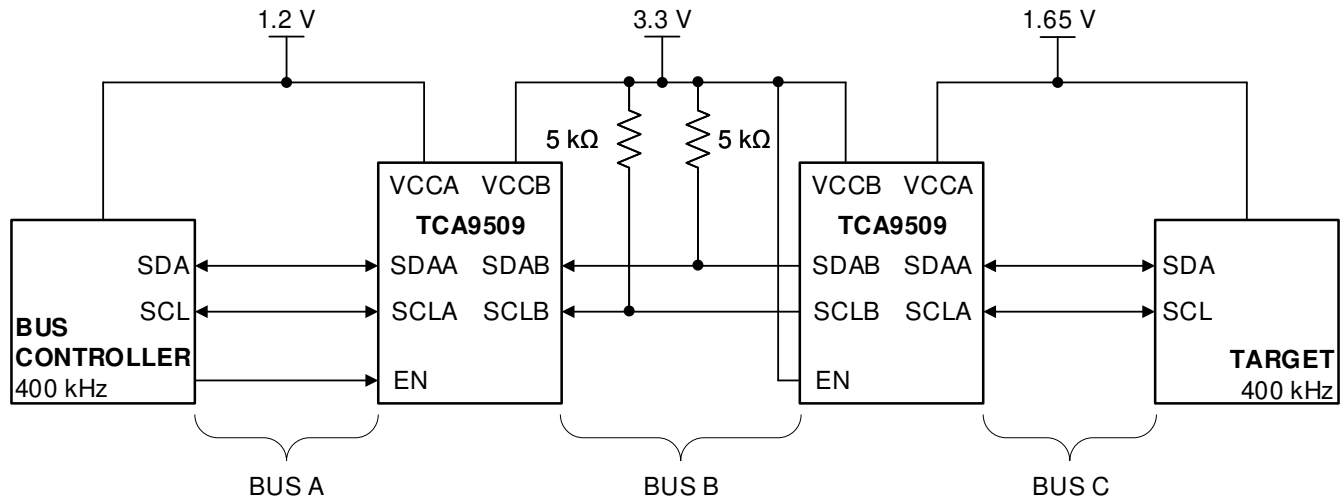 1.2 V
3.3 V
1.65 V
5 kΩ
5 kΩ
VCCA VCCB
TCA9509
SDAA SDAB
SCLA SCLB
EN
VCCB VCCA
TCA9509
SDAB SDAA
SCLB SCLA
EN
SDA
SCL
BUS
CONTROLLER
400 kHz
SDA
SCL
TARGET
400 kHz
BUS A
BUS B
BUS C